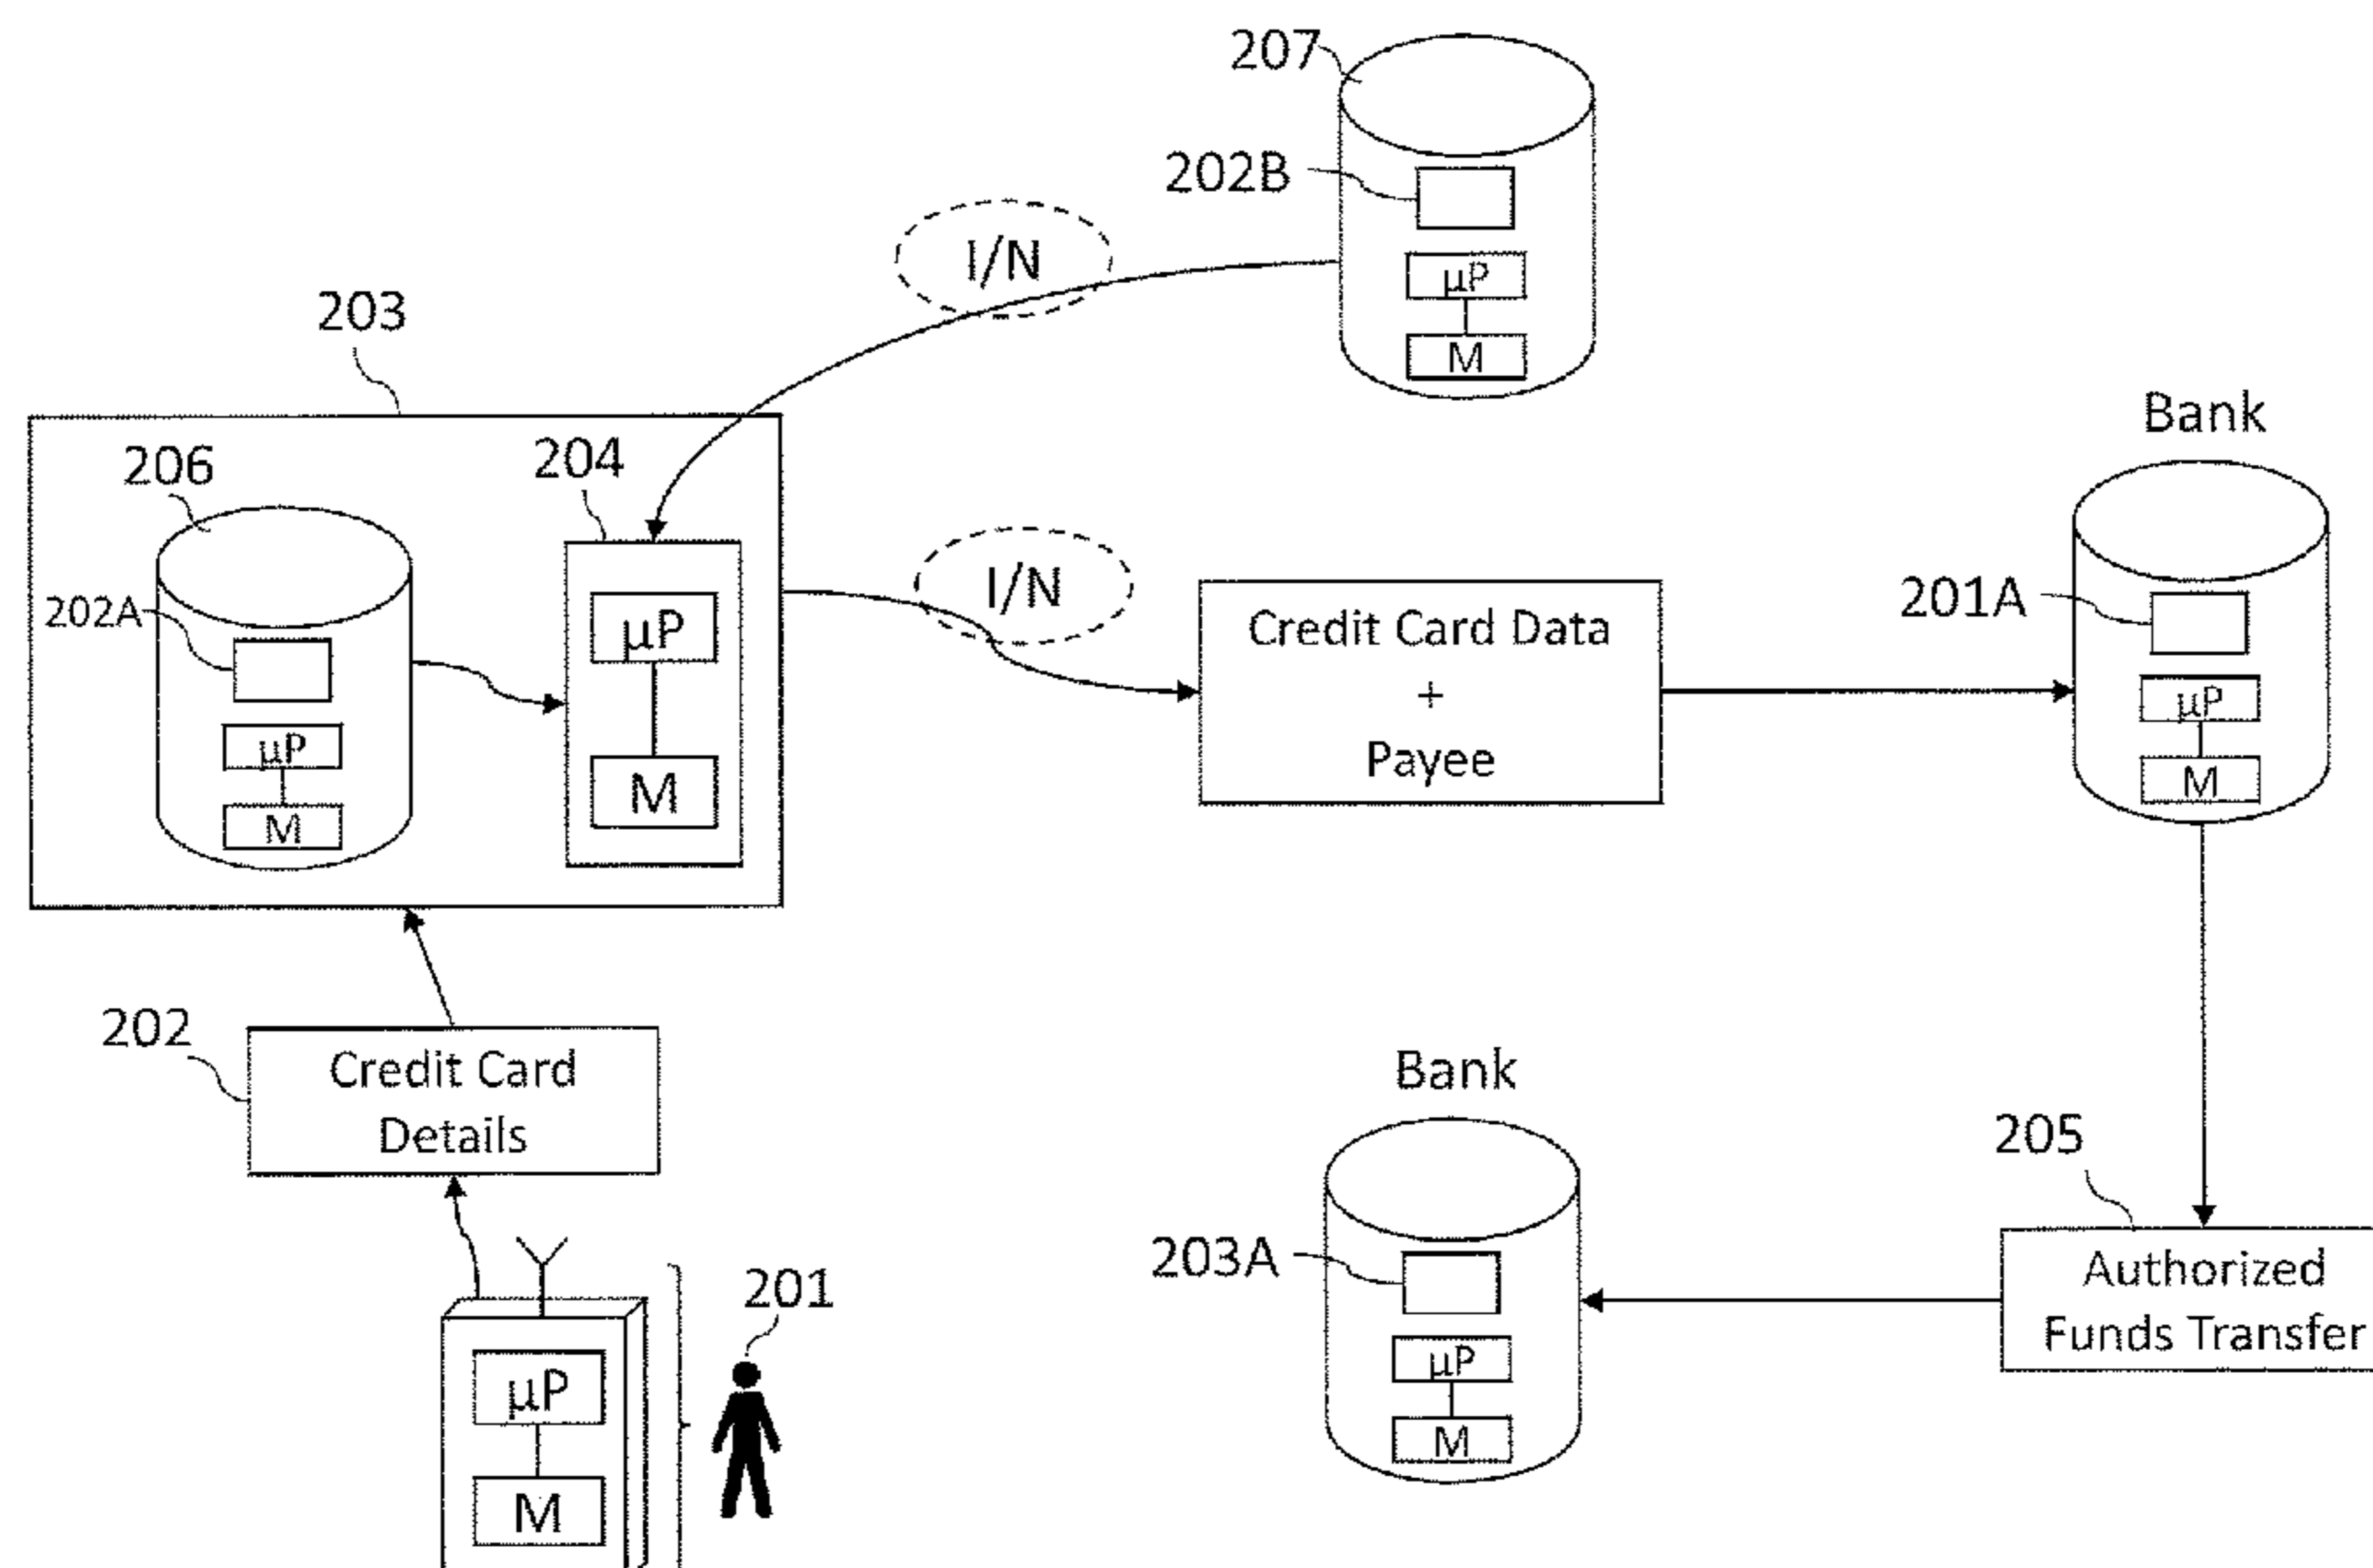 207
202B
I/N
μP
M
203
Bank
206
204
202A
I/N
201A
μP
M
μP
M
Credit Card Data
+
Payee
μP
M
202
Credit Card
Details
Bank
205
203A
Authorized
Funds Transfer
μP
M
201
μP
M